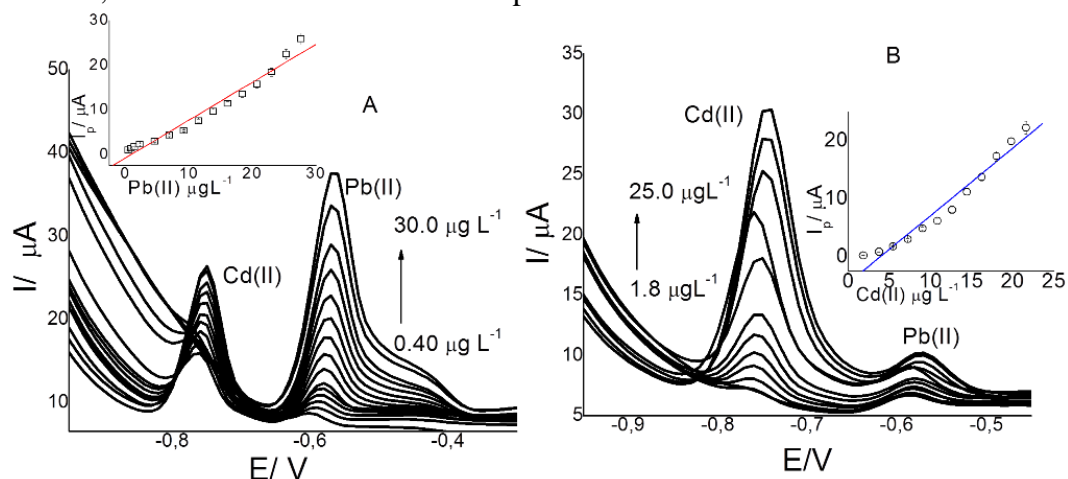 30
20
10
0
I_p/ μA
0 10 20 30
Pb(II) μgL⁻¹
A
50
40
30
20
10
I/ μA
Pb(II)
30.0 μg L⁻¹
Cd(II)
0.40 μg L⁻¹
-0,8 -0,6 -0,4
E/ V
35
30
25
20
15
10
5
I/ μA
B
Cd(II)
25.0 μgL⁻¹
1.8 μgL⁻¹
20
10
0
I_p/ μA
0 5 10 15 20 25
Cd(II) μg L⁻¹
Pb(II)
-0,9 -0,8 -0,7 -0,6 -0,5
E/V